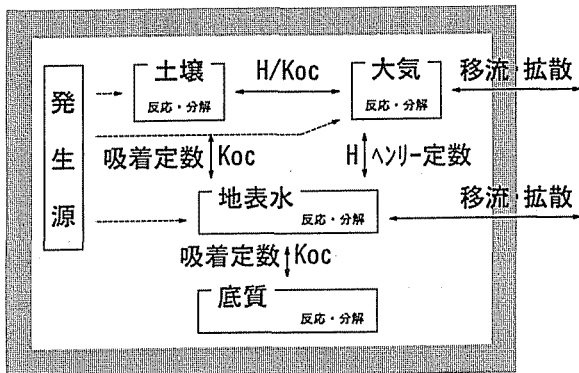 発生源
土壌
反応・分解
H/Koc
大気
反応・分解
移流・拡散
吸着定数 Koc
H ヘンリー定数
地表水
反応・分解
移流・拡散
吸着定数 Koc
底質
反応・分解